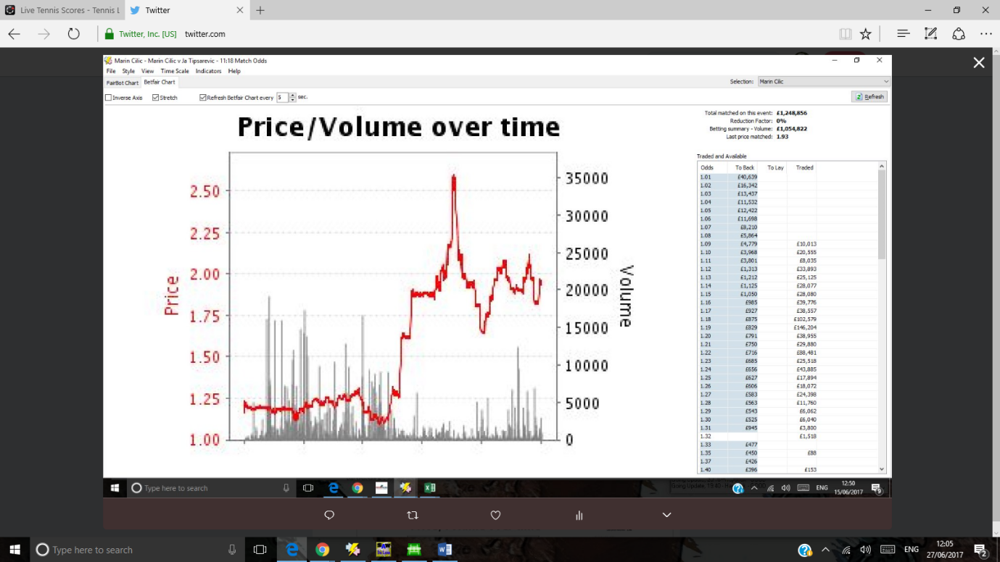 Live Tennis Scores - Tennis L
Twitter
Twitter, Inc. [US] twitter.com
Marin Cilic - Marin Cilic v Ja Tipsarevic - 11:18 Match Odds
File Style View Time Scale Indicators Help
FairBot Chart Betfair Chart
Selection: Marin Cilic
Inverse Axis Stretch Refresh Betfair Chart every 5 sec.
Refresh
Price/Volume over time
Price
2.50
2.25
2.00
1.75
1.50
1.25
1.00
35000
30000
25000
20000
15000
10000
5000
0
Volume
Total matched on this event: £1,248,856
Reduction Factor: 0%
Betting summary - Volume: £1,054,822
Last price matched: 1.93
Traded and Available
Odds To Back To Lay Traded
1.01 £40,639
1.02 £16,342
1.03 £13,437
1.04 £11,532
1.05 £12,422
1.06 £11,698
1.07 £8,210
1.08 £5,864
1.09 £4,779 £10,013
1.10 £3,968 £20,555
1.11 £3,801 £8,035
1.12 £1,313 £33,893
1.13 £1,212 £25,125
1.14 £1,125 £28,077
1.15 £1,050 £28,080
1.16 £985 £39,776
1.17 £927 £38,557
1.18 £875 £102,579
1.19 £829 £146,204
1.20 £791 £38,955
1.21 £750 £29,880
1.22 £716 £88,481
1.23 £685 £25,518
1.24 £656 £43,885
1.25 £627 £17,894
1.26 £606 £18,072
1.27 £583 £24,398
1.28 £563 £11,760
1.29 £543 £6,062
1.30 £525 £6,040
1.31 £945 £3,800
1.32 £1,518
1.33 £477
1.35 £450 £88
1.37 £426
1.40 £396 £153
Type here to search
ENG
12:50
15/06/2017
9
Type here to search
ENG
12:05
27/06/2017
2